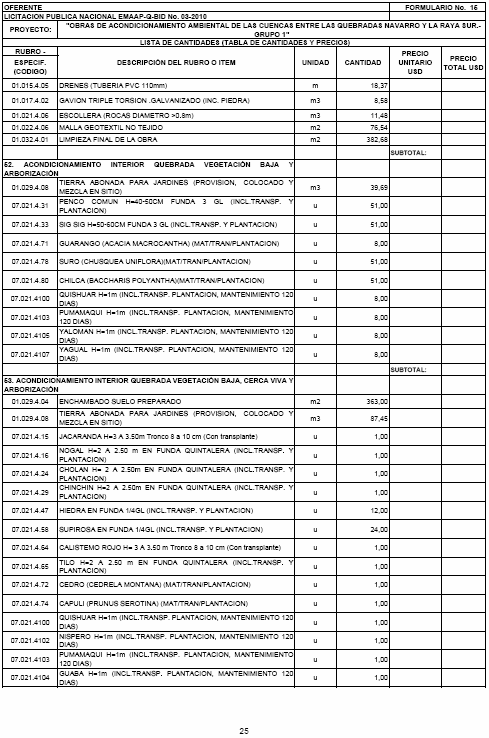 OFERENTE FORMULARIO No. 16
LICITACION PUBLICA NACIONAL EMAAP-Q-BID No. 03-2010
PROYECTO: "OBRAS DE ACONDICIONAMIENTO AMBIENTAL DE LAS CUENCAS ENTRE LAS QUEBRADAS NAVARRO Y LA RAYA SUR.-
GRUPO 1"
LISTA DE CANTIDADES (TABLA DE CANTIDADES Y PRECIOS)
RUBRO -
ESPECIF.
(CODIGO) DESCRIPCIÓN DEL RUBRO O ITEM UNIDAD CANTIDAD PRECIO
UNITARIO
USD PRECIO
TOTAL USD
01.015.4.05 DRENES (TUBERIA PVC 110mm) m 18,37
01.017.4.02 GAVION TRIPLE TORSION .GALVANIZADO (INC. PIEDRA) m3 8,58
01.021.4.06 ESCOLLERA (ROCAS DIAMETRO >0.8m) m3 11,48
01.022.4.06 MALLA GEOTEXTIL NO TEJIDO m2 76,54
01.032.4.01 LIMPIEZA FINAL DE LA OBRA m2 382,68
SUBTOTAL:
52. ACONDICIONAMIENTO INTERIOR QUEBRADA VEGETACIÓN BAJA Y
ARBORIZACIÓN
01.029.4.08 TIERRA ABONADA PARA JARDINES (PROVISION, COLOCADO Y
MEZCLA EN SITIO) m3 39,69
07.021.4.31 PENCO COMUN H=40-50CM FUNDA 3 GL (INCL.TRANSP. Y
PLANTACION) u 51,00
07.021.4.33 SIG SIG H=50-60CM FUNDA 3 GL (INCL.TRANSP. Y PLANTACION) u 51,00
07.021.4.71 GUARANGO (ACACIA MACROCANTHA) (MAT/TRAN/PLANTACION) u 8,00
07.021.4.78 SURO (CHUSQUEA UNIFLORA)(MAT/TRAN/PLANTACION) u 51,00
07.021.4.80 CHILCA (BACCHARIS POLYANTHA)(MAT/TRAN/PLANTACION) u 51,00
07.021.4100 QUISHUAR H=1m (INCL.TRANSP. PLANTACION, MANTENIMIENTO 120
DIAS) u 8,00
07.021.4103 PUMAMAQUI H=1m (INCL.TRANSP. PLANTACION, MANTENIMIENTO
120 DIAS) u 8,00
07.021.4105 YALOMAN H=1m (INCL.TRANSP. PLANTACION, MANTENIMIENTO 120
DIAS) u 8,00
07.021.4107 YAGUAL H=1m (INCL.TRANSP. PLANTACION, MANTENIMIENTO 120
DIAS) u 8,00
SUBTOTAL:
53. ACONDICIONAMIENTO INTERIOR QUEBRADA VEGETACIÓN BAJA, CERCA VIVA Y
ARBORIZACIÓN
01.029.4.04 ENCHAMBADO SUELO PREPARADO m2 363,00
01.029.4.08 TIERRA ABONADA PARA JARDINES (PROVISION, COLOCADO Y
MEZCLA EN SITIO) m3 87,45
07.021.4.15 JACARANDA H=3 A 3.50m Tronco 8 a 10 cm (Con transplante) u 1,00
07.021.4.16 NOGAL H=2 A 2.50 m EN FUNDA QUINTALERA (INCL.TRANSP. Y
PLANTACION) u 1,00
07.021.4.24 CHOLAN H= 2 A 2.50m EN FUNDA QUINTALERA (INCL.TRANSP. Y
PLANTACION) u 1,00
07.021.4.29 CHINCHIN H=2 A 2.50m EN FUNDA QUINTALERA (INCL.TRANSP. Y
PLANTACION) u 1,00
07.021.4.47 HIEDRA EN FUNDA 1/4GL (INCL.TRANSP. Y PLANTACION) u 12,00
07.021.4.58 SUPIROSA EN FUNDA 1/4GL (INCL.TRANSP. Y PLANTACION) u 24,00
07.021.4.64 CALISTEMO ROJO H= 3 A 3.50 m Tronco 8 a 10 cm (Con transplante) u 1,00
07.021.4.65 TILO H=2 A 2.50 m EN FUNDA QUINTALERA (INCL.TRANSP. Y
PLANTACION) u 1,00
07.021.4.72 CEDRO (CEDRELA MONTANA) (MAT/TRAN/PLANTACION) u 1,00
07.021.4.74 CAPULI (PRUNUS SEROTINA) (MAT/TRAN/PLANTACION) u 1,00
07.021.4100 QUISHUAR H=1m (INCL.TRANSP. PLANTACION, MANTENIMIENTO 120
DIAS) u 1,00
07.021.4102 NISPERO H=1m (INCL.TRANSP. PLANTACION, MANTENIMIENTO 120
DIAS) u 1,00
07.021.4103 PUMAMAQUI H=1m (INCL.TRANSP. PLANTACION, MANTENIMIENTO
120 DIAS) u 1,00
07.021.4104 GUABA H=1m (INCL.TRANSP. PLANTACION, MANTENIMIENTO 120
DIAS) u 1,00
25